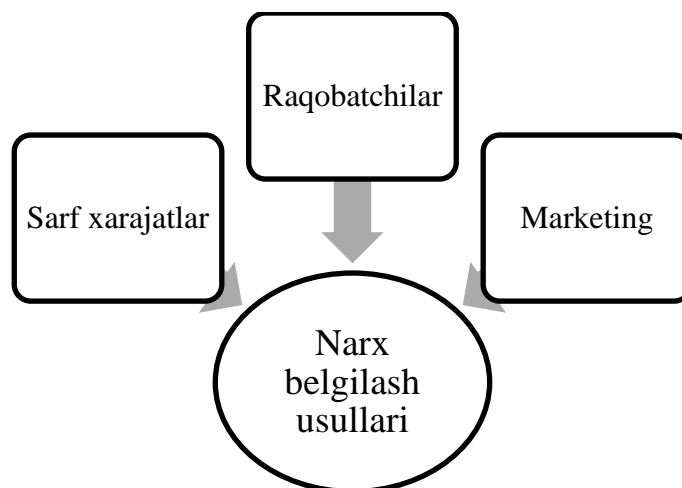 Raqobatchilar
Sarf xarajatlar
Marketing
Narx
belgilash
usullari